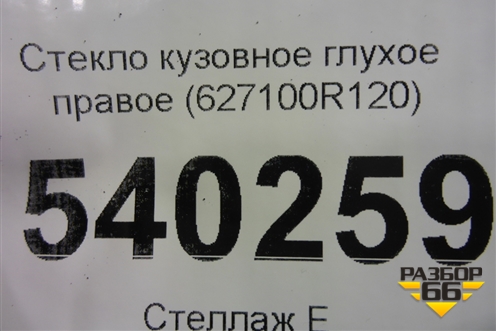 Стекло кузовное глухое
правое (627100R120)
540259
РАЗБОР
66
Стеллаж Е